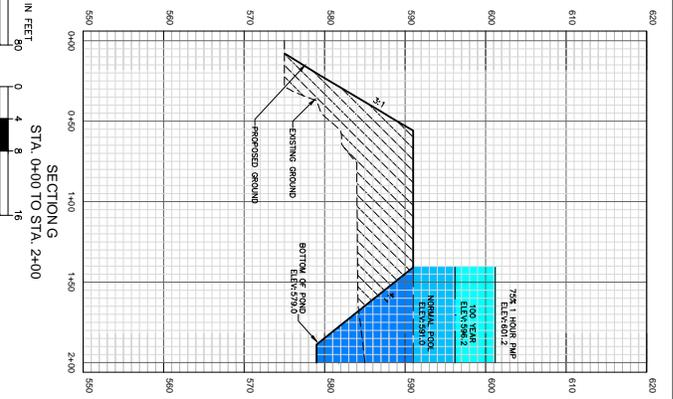 550
560
570
580
590
600
610
620
IN FEET
80
0
4
8
16
0+00
0+50
1+00
1+50
2+00
3:1
EXISTING GROUND
PROPOSED GROUND
75% 1 HOUR PMP
ELEV:601.2
100 YEAR
ELEV:596.2
NORMAL POOL
ELEV:591.0
BOTTOM OF POND
ELEV:579.0
550
560
570
580
590
600
610
620
SECTION G
STA. 0+00 TO STA. 2+00